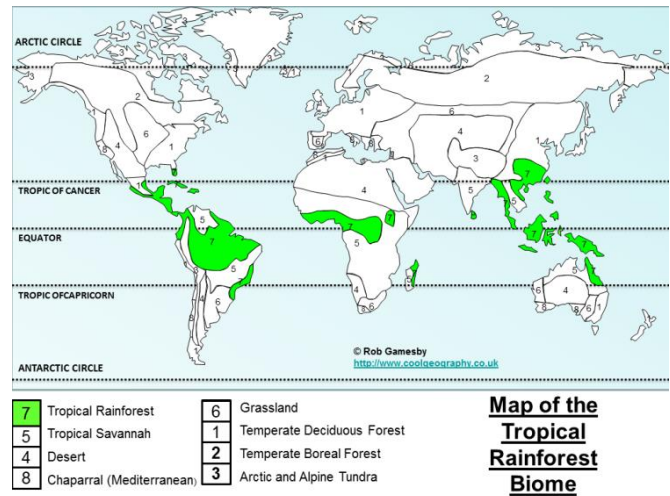 ARCTIC CIRCLE
TROPIC OF CANCER
EQUATOR
TROPIC OF CAPRICORN
ANTARCTIC CIRCLE
© Rob Gamesby
http://www.coolgeography.co.uk
7 Tropical Rainforest
5 Tropical Savannah
4 Desert
8 Chaparral (Mediterranean)
6 Grassland
1 Temperate Deciduous Forest
2 Temperate Boreal Forest
3 Arctic and Alpine Tundra
Map of the
Tropical
Rainforest
Biome